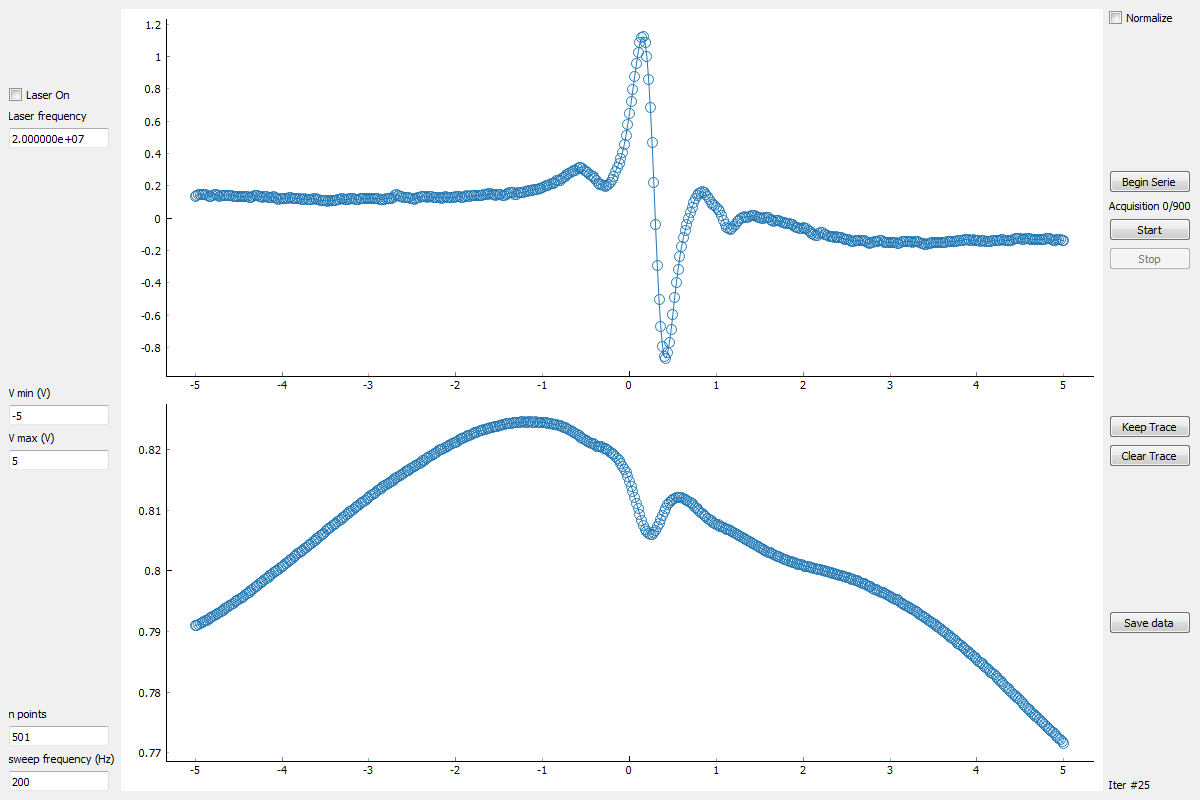 Normalize
Laser On
Laser frequency
2.000000e+07
Begin Serie
Acquisition 0/900
Start
Stop
1.2
1
0.8
0.6
0.4
0.2
0
-0.2
-0.4
-0.6
-0.8
-5 -4 -3 -2 -1 0 1 2 3 4 5
V min (V)
-5
V max (V)
5
Keep Trace
Clear Trace
0.82
0.81
0.8
0.79
0.78
0.77
-5 -4 -3 -2 -1 0 1 2 3 4 5
Save data
n points
501
sweep frequency (Hz)
200
Iter #25